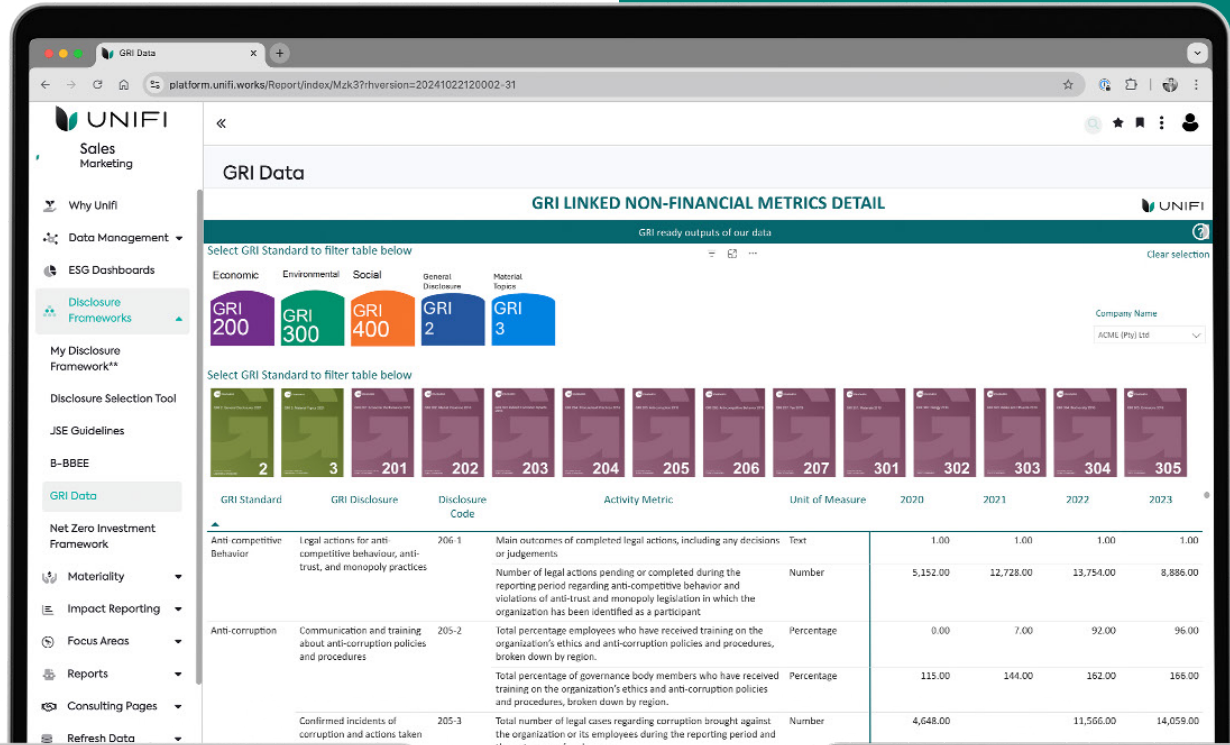 GRI Data
platform.unifi.works/Report/index/Mzk3?rhversion=20241022120002-31
UNIFI
Sales
Marketing
Why Unifi
Data Management
ESG Dashboards
Disclosure
Frameworks
My Disclosure
Framework**
Disclosure Selection Tool
JSE Guidelines
B-BBEE
GRI Data
Net Zero Investment
Framework
Materiality
Impact Reporting
Focus Areas
Reports
Consulting Pages
Refresh Data
GRI Data
GRI LINKED NON-FINANCIAL METRICS DETAIL
UNIFI
GRI ready outputs of our data
Select GRI Standard to filter table below
Clear selection
Economic Environmental Social General Disclosure Material Topics
GRI 200
GRI 300
GRI 400
GRI 2
GRI 3
Company Name
ACME (Pty) Ltd
Select GRI Standard to filter table below
2 3 201 202 203 204 205 206 207 301 302 303 304 305
GRI Standard GRI Disclosure Disclosure Code Activity Metric Unit of Measure 2020 2021 2022 2023
Anti-competitive Behavior
Legal actions for anti-
competitive behaviour, anti-
trust, and monopoly practices
206-1
Main outcomes of completed legal actions, including any decisions
or judgements
Text 1.00 1.00 1.00 1.00
Number of legal actions pending or completed during the
reporting period regarding anti-competitive behavior and
violations of anti-trust and monopoly legislation in which the
organization has been identified as a participant
Number 5,152.00 12,728.00 13,754.00 8,886.00
Anti-corruption
Communication and training
about anti-corruption policies
and procedures
205-2
Total percentage employees who have received training on the
organization's ethics and anti-corruption policies and procedures,
broken down by region.
Percentage 0.00 7.00 92.00 96.00
Total percentage of governance body members who have received
training on the organization's ethics and anti-corruption policies
and procedures, broken down by region.
Percentage 115.00 144.00 162.00 166.00
Confirmed incidents of
corruption and actions taken
205-3
Total number of legal cases regarding corruption brought against
the organization or its employees during the reporting period and
Number 4,648.00 11,566.00 14,059.00